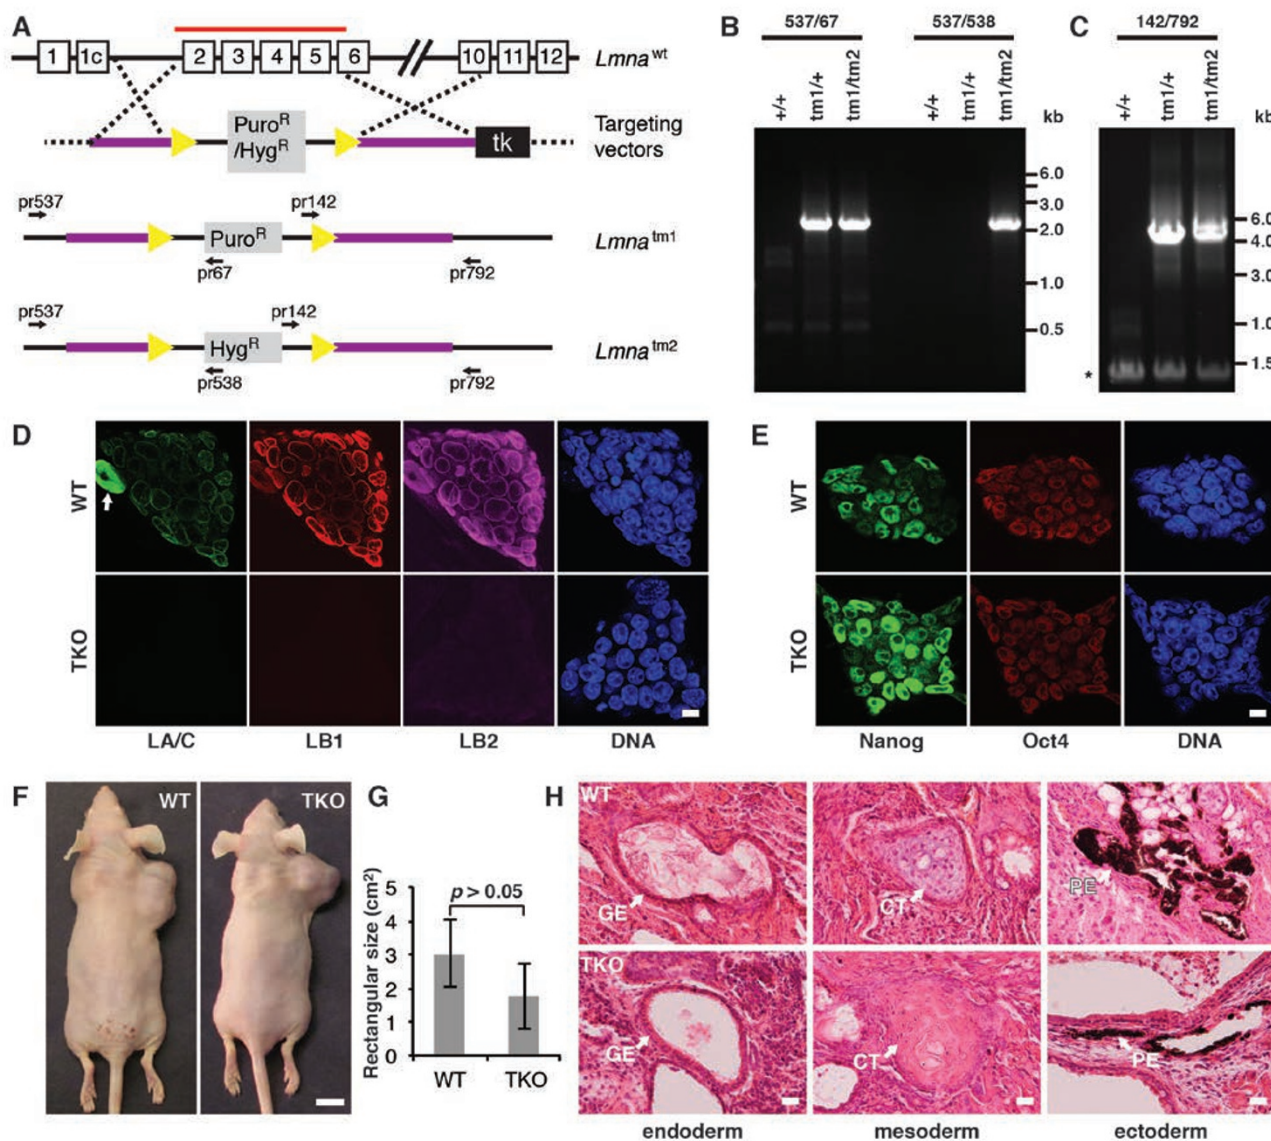 A
1 1c 2 3 4 5 6 10 11 12 Lmna wt
Puro R
/Hyg R
tk
Targeting
vectors
pr537 pr142
Puro R
Lmna tm1
pr67 pr792
pr537 pr142
Hyg R
Lmna tm2
pr538 pr792
B
537/67 537/538
+/+ tm1/+ tm1/tm2 +/+ tm1/+ tm1/tm2
kb
6.0
3.0
2.0
1.0
0.5
C
142/792
+/+ tm1/+ tm1/tm2
kb
6.0
4.0
3.0
1.0
1.5
*
D
WT
TKO
LA/C LB1 LB2 DNA
E
WT
TKO
Nanog Oct4 DNA
F
WT TKO
G
Rectangular size (cm²)
5
4
3
2
1
0
p > 0.05
WT TKO
H
WT
GE CT PE
TKO
GE CT PE
endoderm mesoderm ectoderm